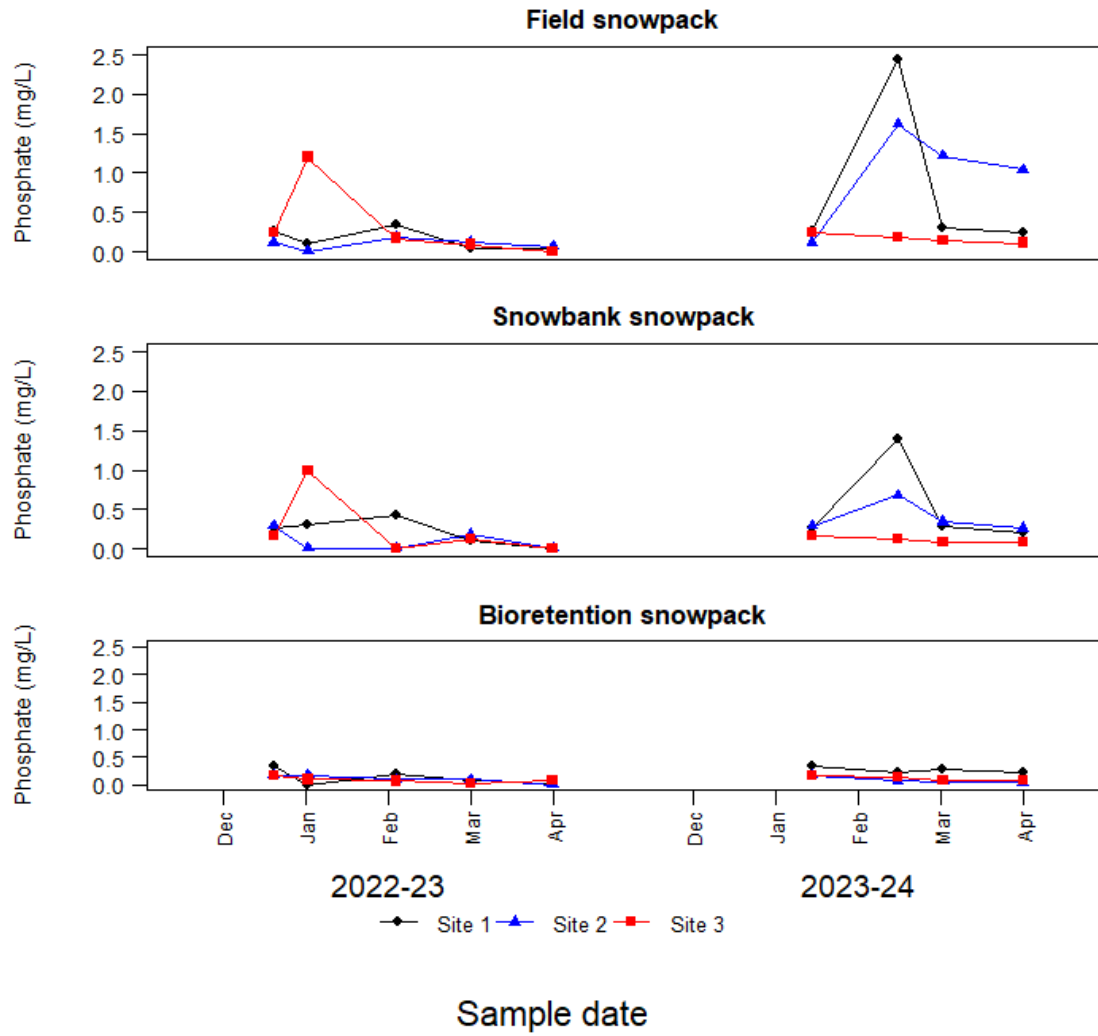 Field snowpack
Phosphate (mg/L)
2.5
2.0
1.5
1.0
0.5
0.0
Snowbank snowpack
Phosphate (mg/L)
2.5
2.0
1.5
1.0
0.5
0.0
Bioretention snowpack
Phosphate (mg/L)
2.5
2.0
1.5
1.0
0.5
0.0
Dec Jan Feb Mar Apr Dec Jan Feb Mar Apr
2022-23 2023-24
Site 1 Site 2 Site 3
Sample date